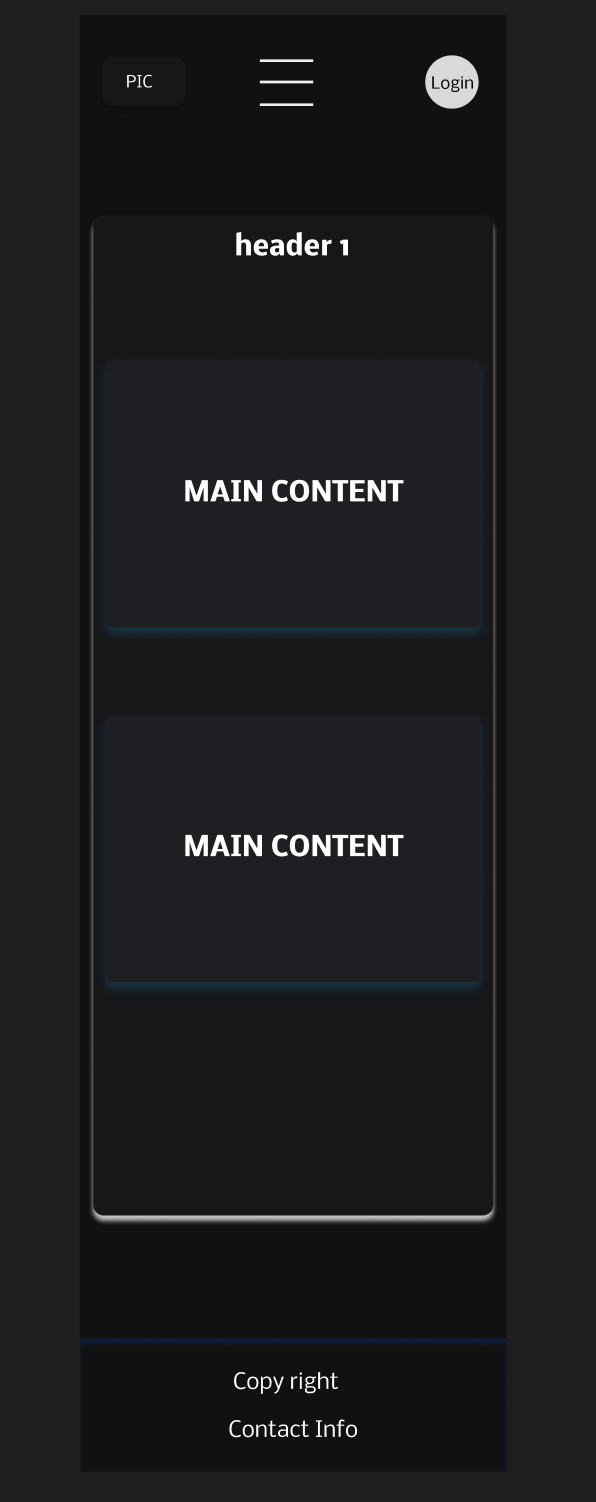 PIC
Login
header 1
MAIN CONTENT
MAIN CONTENT
Copy right
Contact Info